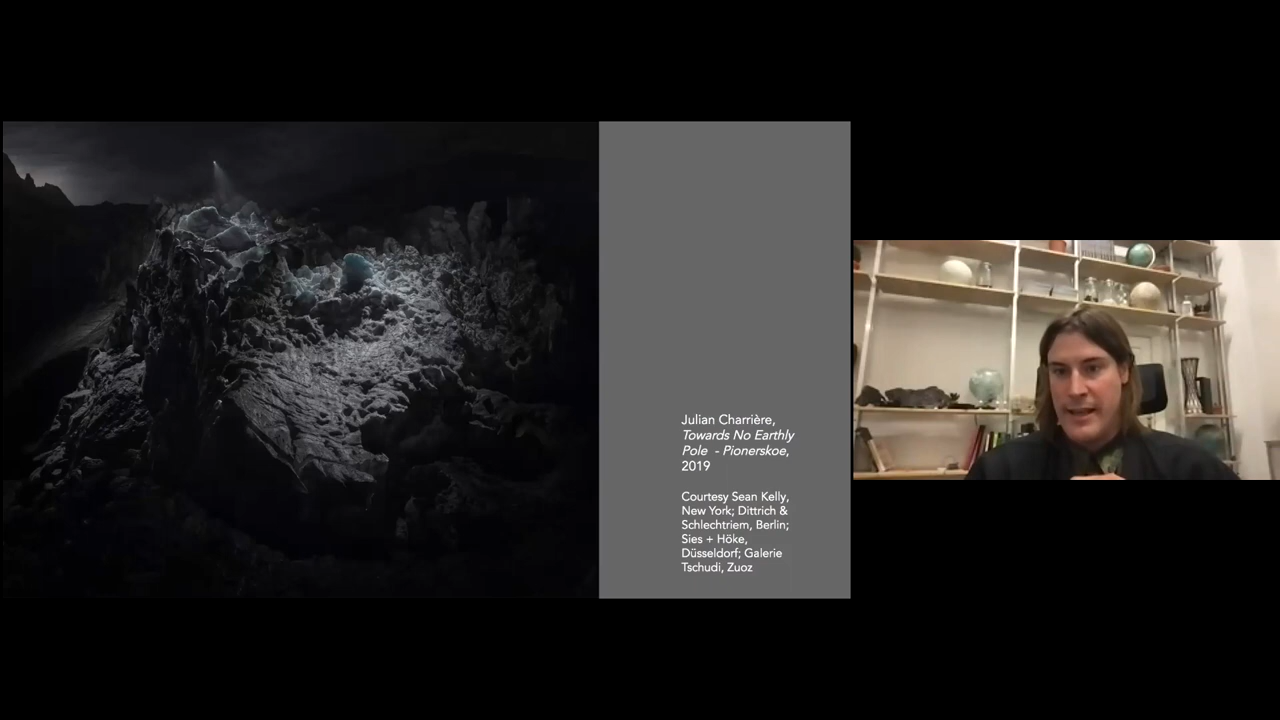 Julian Charrière,
Towards No Earthly
Pole - Pionerskoe,
2019
Courtesy Sean Kelly,
New York; Dittrich &
Schlechtriem, Berlin;
Sies + Höke,
Düsseldorf; Galerie
Tschudi, Zuoz